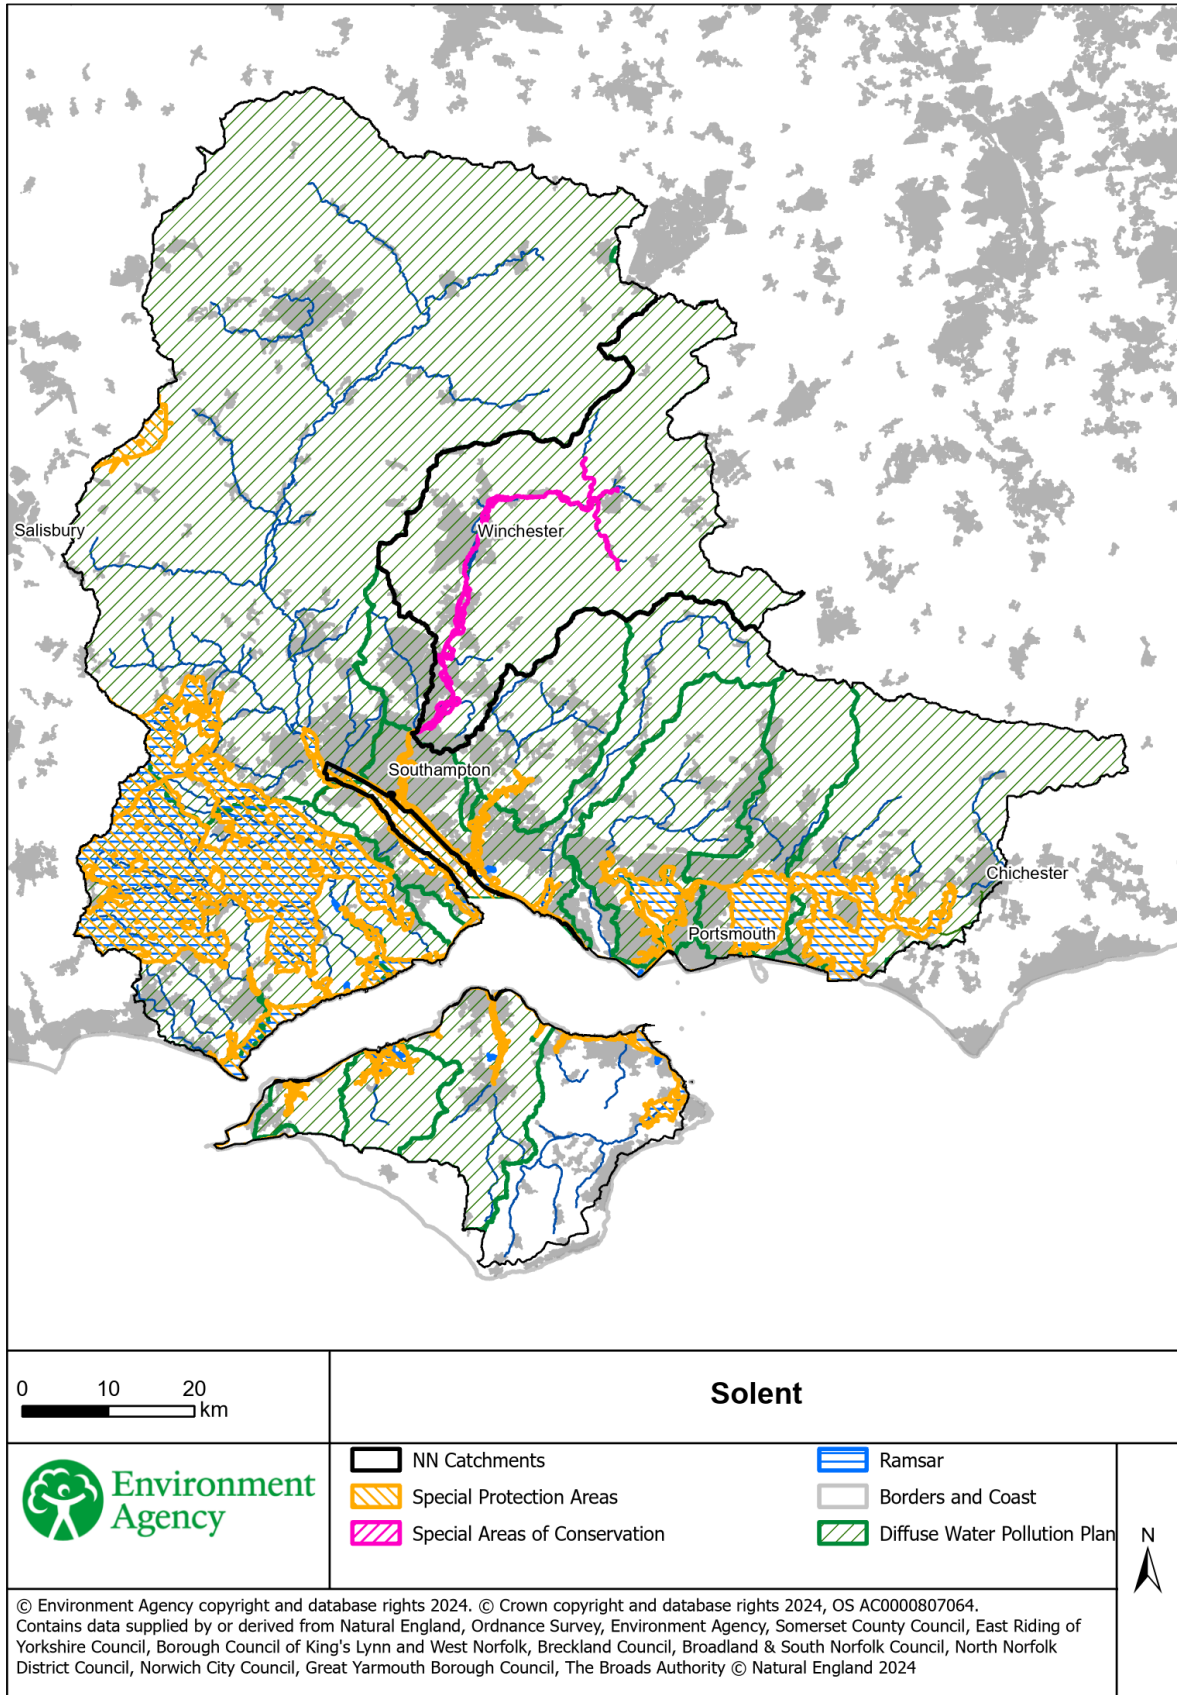 Salisbury
Winchester
Southampton
Chichester
Portsmouth
0 10 20
km
Solent
Environment
Agency
NN Catchments
Special Protection Areas
Special Areas of Conservation
Ramsar
Borders and Coast
Diffuse Water Pollution Plan
N
© Environment Agency copyright and database rights 2024. © Crown copyright and database rights 2024, OS AC0000807064.
Contains data supplied by or derived from Natural England, Ordnance Survey, Environment Agency, Somerset County Council, East Riding of
Yorkshire Council, Borough Council of King's Lynn and West Norfolk, Breckland Council, Broadland & South Norfolk Council, North Norfolk
District Council, Norwich City Council, Great Yarmouth Borough Council, The Broads Authority © Natural England 2024